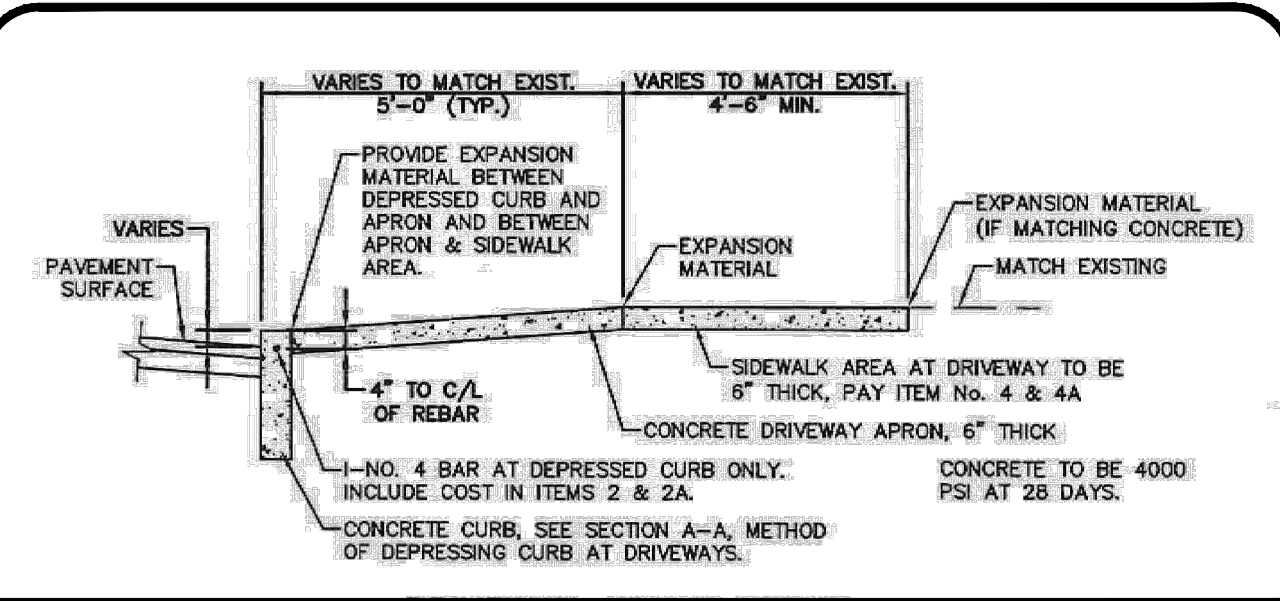 VARIES TO MATCH EXIST.
5'-0" (TYP.)
VARIES TO MATCH EXIST.
4'-6" MIN.
PROVIDE EXPANSION
MATERIAL BETWEEN
DEPRESSED CURB AND
APRON AND BETWEEN
APRON & SIDEWALK
AREA.
EXPANSION MATERIAL
(IF MATCHING CONCRETE)
VARIES
EXPANSION
MATERIAL
MATCH EXISTING
PAVEMENT
SURFACE
4" TO C/L
OF REBAR
SIDEWALK AREA AT DRIVEWAY TO BE
6" THICK, PAY ITEM No. 4 & 4A
CONCRETE DRIVEWAY APRON, 6" THICK
1-NO. 4 BAR AT DEPRESSED CURB ONLY.
INCLUDE COST IN ITEMS 2 & 2A.
CONCRETE TO BE 4000
PSI AT 28 DAYS.
CONCRETE CURB, SEE SECTION A-A, METHOD
OF DEPRESSING CURB AT DRIVEWAYS.